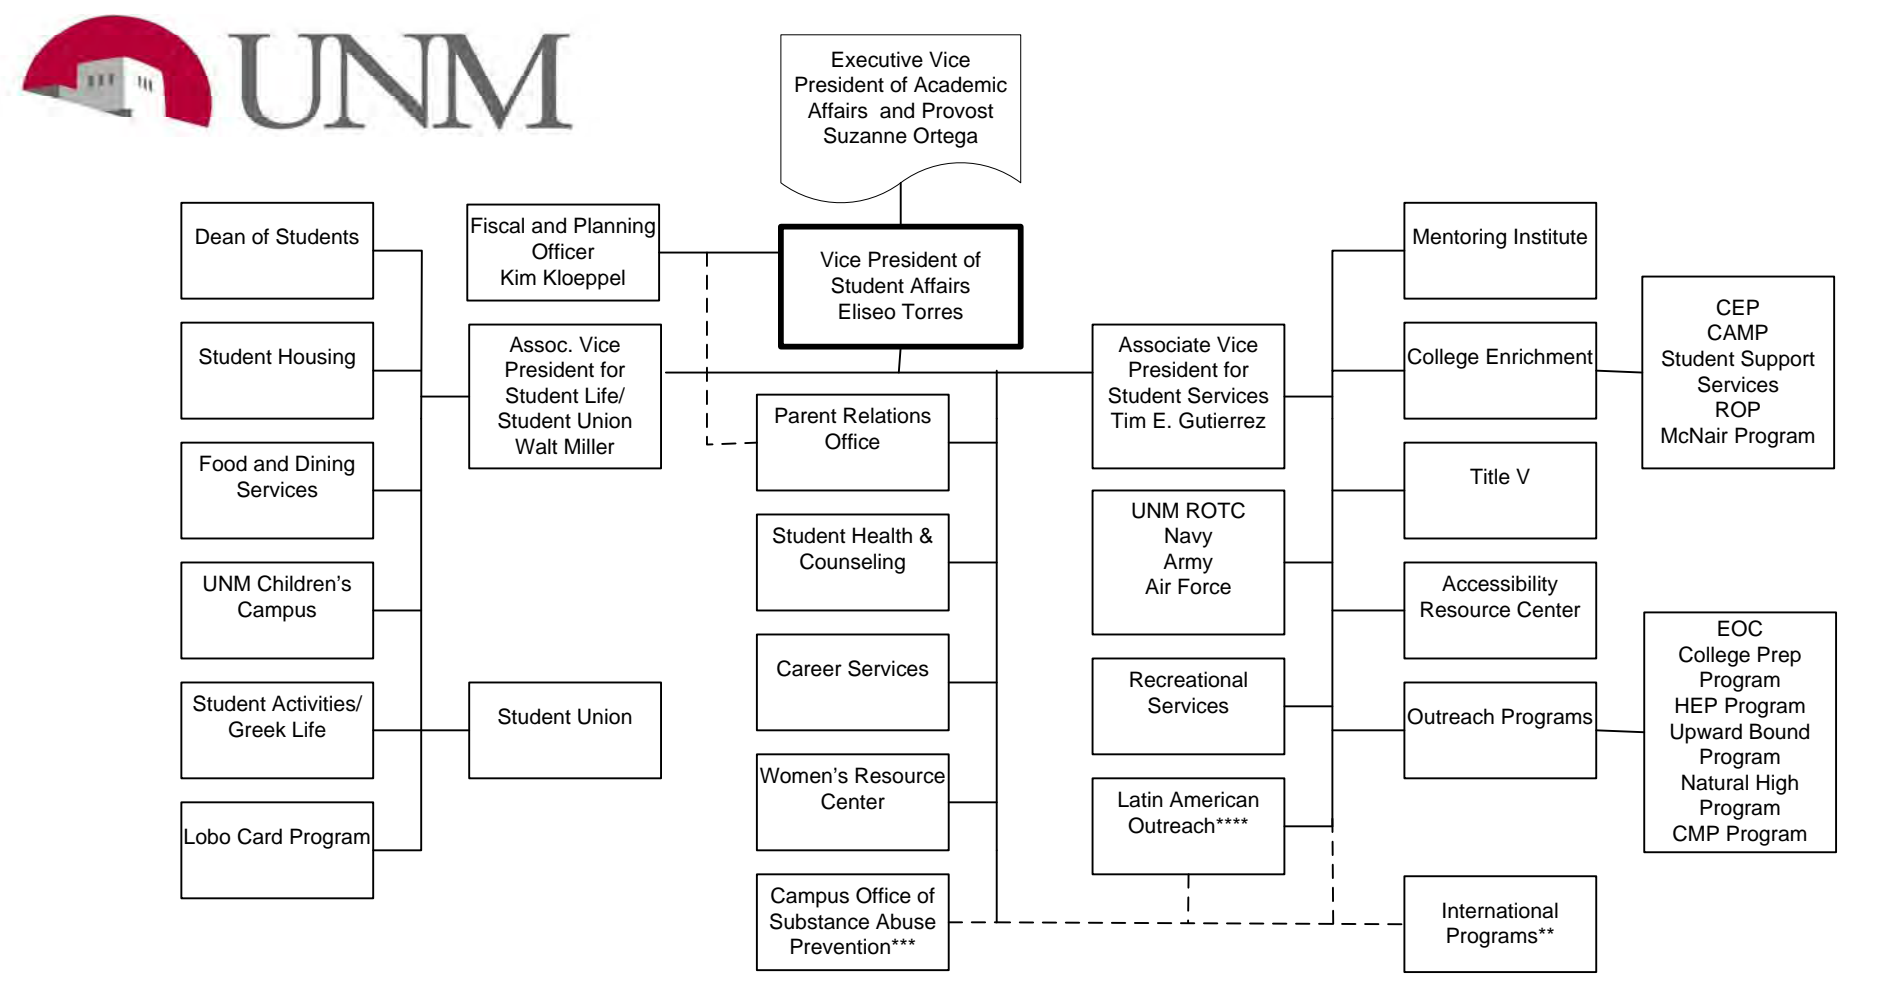 UNM
Executive Vice
President of Academic
Affairs and Provost
Suzanne Ortega
Vice President of
Student Affairs
Eliseo Torres
Fiscal and Planning
Officer
Kim Kloeppel
Assoc. Vice
President for
Student Life/
Student Union
Walt Miller
Dean of Students
Student Housing
Food and Dining
Services
UNM Children's
Campus
Student Activities/
Greek Life
Lobo Card Program
Student Union
Parent Relations
Office
Student Health &
Counseling
Career Services
Women's Resource
Center
Campus Office of
Substance Abuse
Prevention***
Associate Vice
President for
Student Services
Tim E. Gutierrez
UNM ROTC
Navy
Army
Air Force
Recreational
Services
Latin American
Outreach****
Mentoring Institute
College Enrichment
Title V
Accessibility
Resource Center
Outreach Programs
International
Programs**
CEP
CAMP
Student Support
Services
ROP
McNair Program
EOC
College Prep
Program
HEP Program
Upward Bound
Program
Natural High
Program
CMP Program